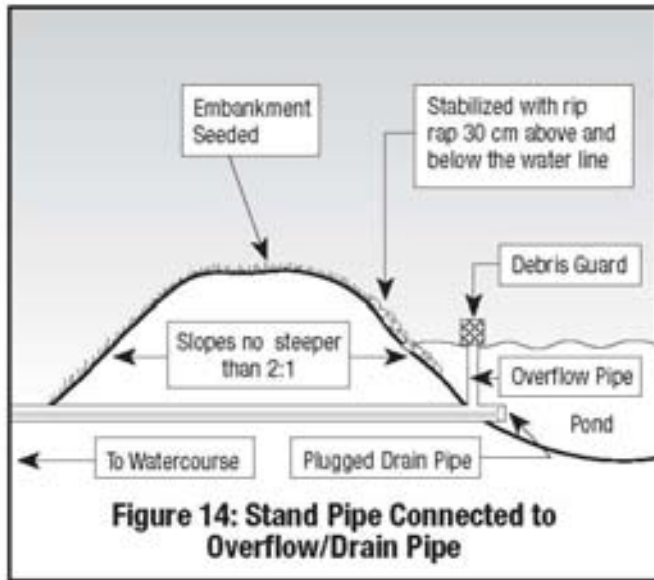 Embankment
Seeded
Stabilized with rip
rap 30 cm above and
below the water line
Debris Guard
Slopes no steeper
than 2:1
Overflow Pipe
Pond
To Watercourse
Plugged Drain Pipe
Figure 14: Stand Pipe Connected to
Overflow/Drain Pipe